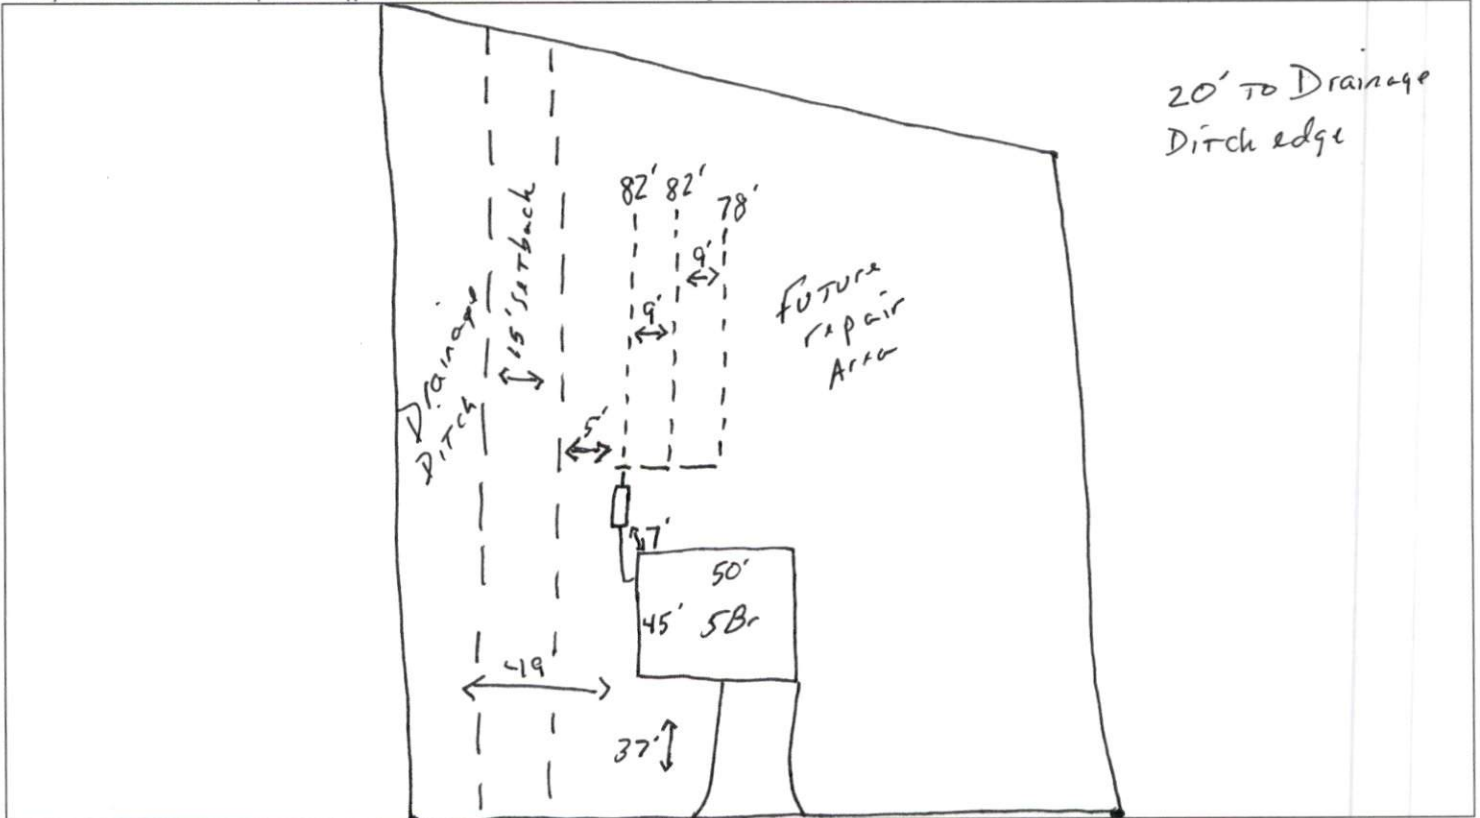 20' TO Drainage
Ditch edge
82' 82' 78'
9'
9'
15' setback
Drainage
Ditch
Future
repair
Area
5'
7'
50'
45' 5Br
37'